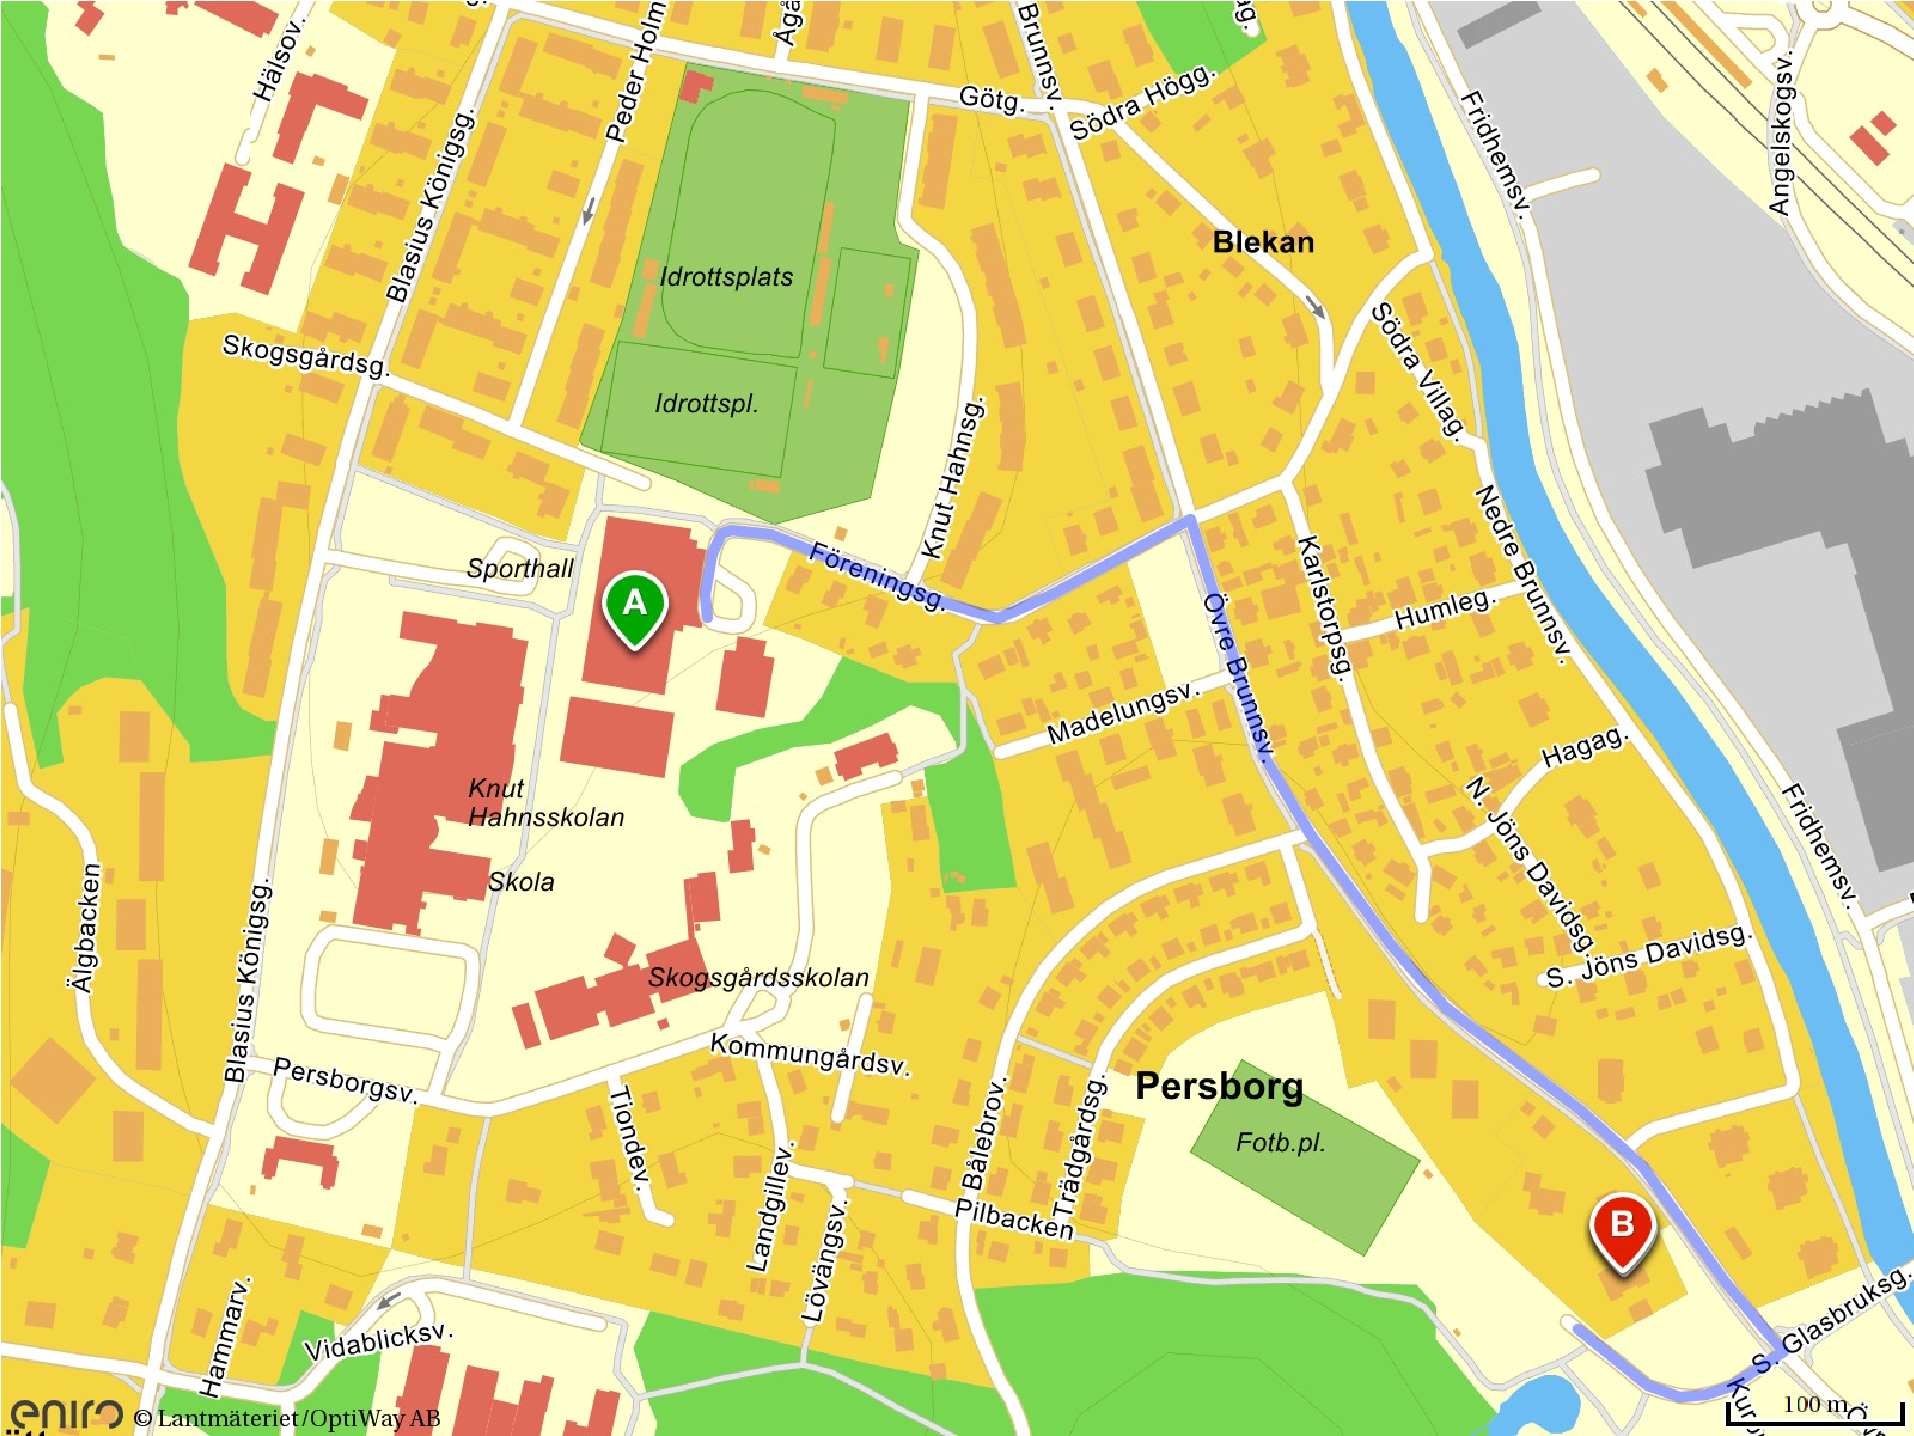 Hälsov.
Peder Holm
Brunnsv.
Götg.
Södra Högg.
Fridhemsv.
Angelskogsv.
Blasius Königsg.
Blekan
Idrottsplats
Skogsgårdsg.
Södra Villag.
Idrottspl.
Knut Hahnsg.
Nedre Brunnsv.
Sporthall
Föreningsg.
Karlstorpsg.
A
Övre Brunnsv.
Humleg.
Madelungsv.
Hagag.
Knut
Hahnsskolan
N. Jöns Davidsg.
Fridhemsv.
Skola
Älgbacken
Blasius Königsg.
Skogsgårdsskolan
S. Jöns Davidsg.
Kommungårdsv.
Persborgsv.
Persborg
Tiondev.
Bålebrov.
Trädgårdsg.
Fotb.pl.
Landgillev.
Lövängsv.
Pilbacken
B
Hammarv.
Vidablicksv.
S. Glasbruksg.
eniro © Lantmäteriet/OptiWay AB
100 m